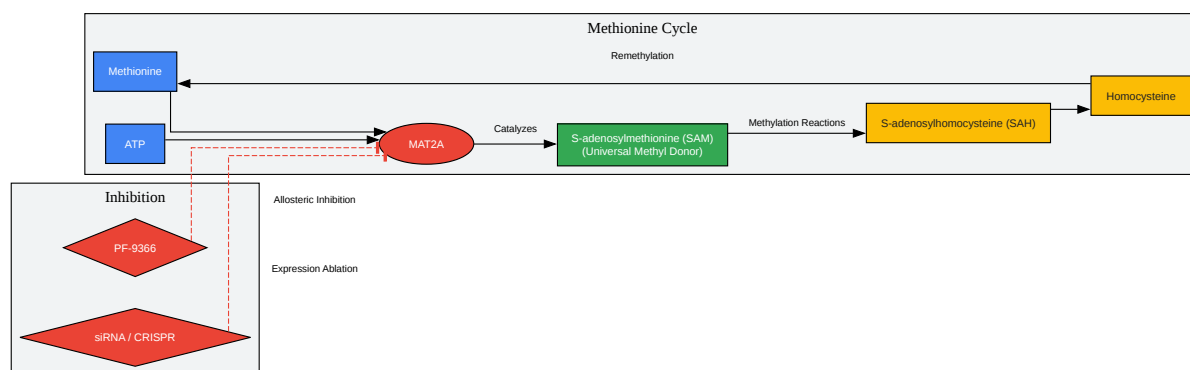 Methionine Cycle
Remethylation
Methionine
Homocysteine
S-adenosylhomocysteine (SAH)
Methylation Reactions
Catalyzes
S-adenosylmethionine (SAM)
(Universal Methyl Donor)
ATP
MAT2A
Inhibition
Allosteric Inhibition
PF-9366
Expression Ablation
siRNA / CRISPR